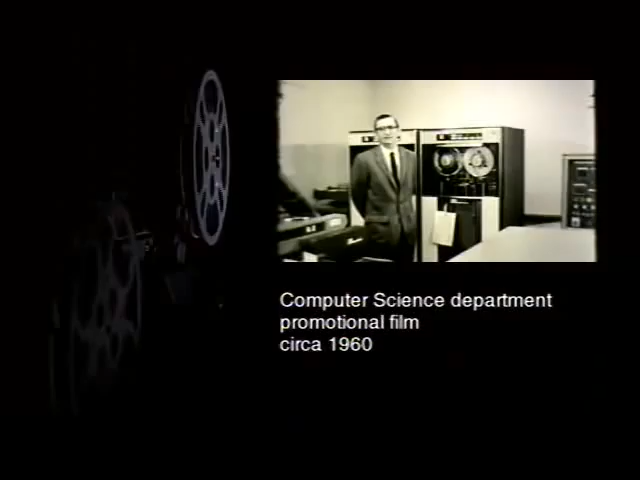 Computer Science department
promotional film
circa 1960